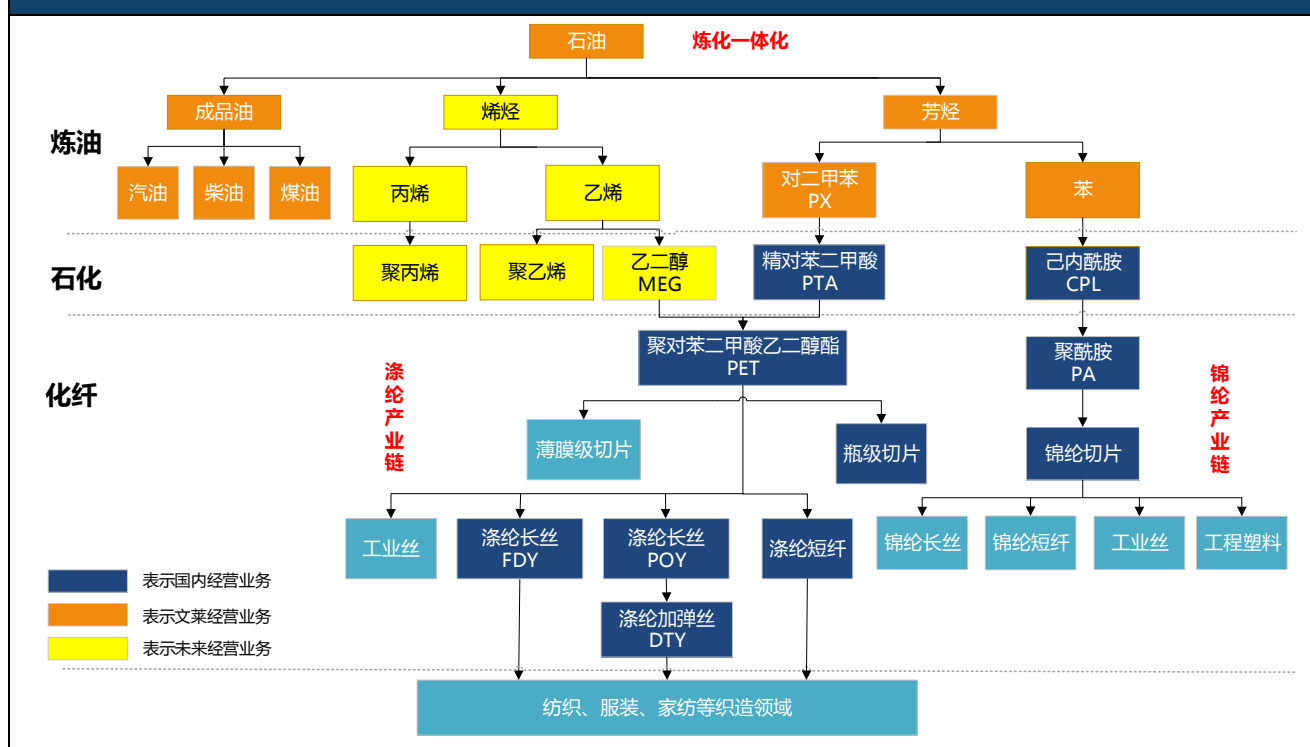 石油
炼化一体化
成品油
烯烃
芳烃
炼油
汽油
柴油
煤油
丙烯
乙烯
对二甲苯
PX
苯
石化
聚丙烯
聚乙烯
乙二醇
MEG
精对苯二甲酸
PTA
己内酰胺
CPL
化纤
涤纶产业链
聚对苯二甲酸乙二醇酯
PET
聚酰胺
PA
锦纶产业链
薄膜级切片
瓶级切片
锦纶切片
工业丝
涤纶长丝
FDY
涤纶长丝
POY
涤纶短纤
锦纶长丝
锦纶短纤
工业丝
工程塑料
涤纶加弹丝
DTY
表示国内经营业务
表示文莱经营业务
表示未来经营业务
纺织、服装、家纺等织造领域